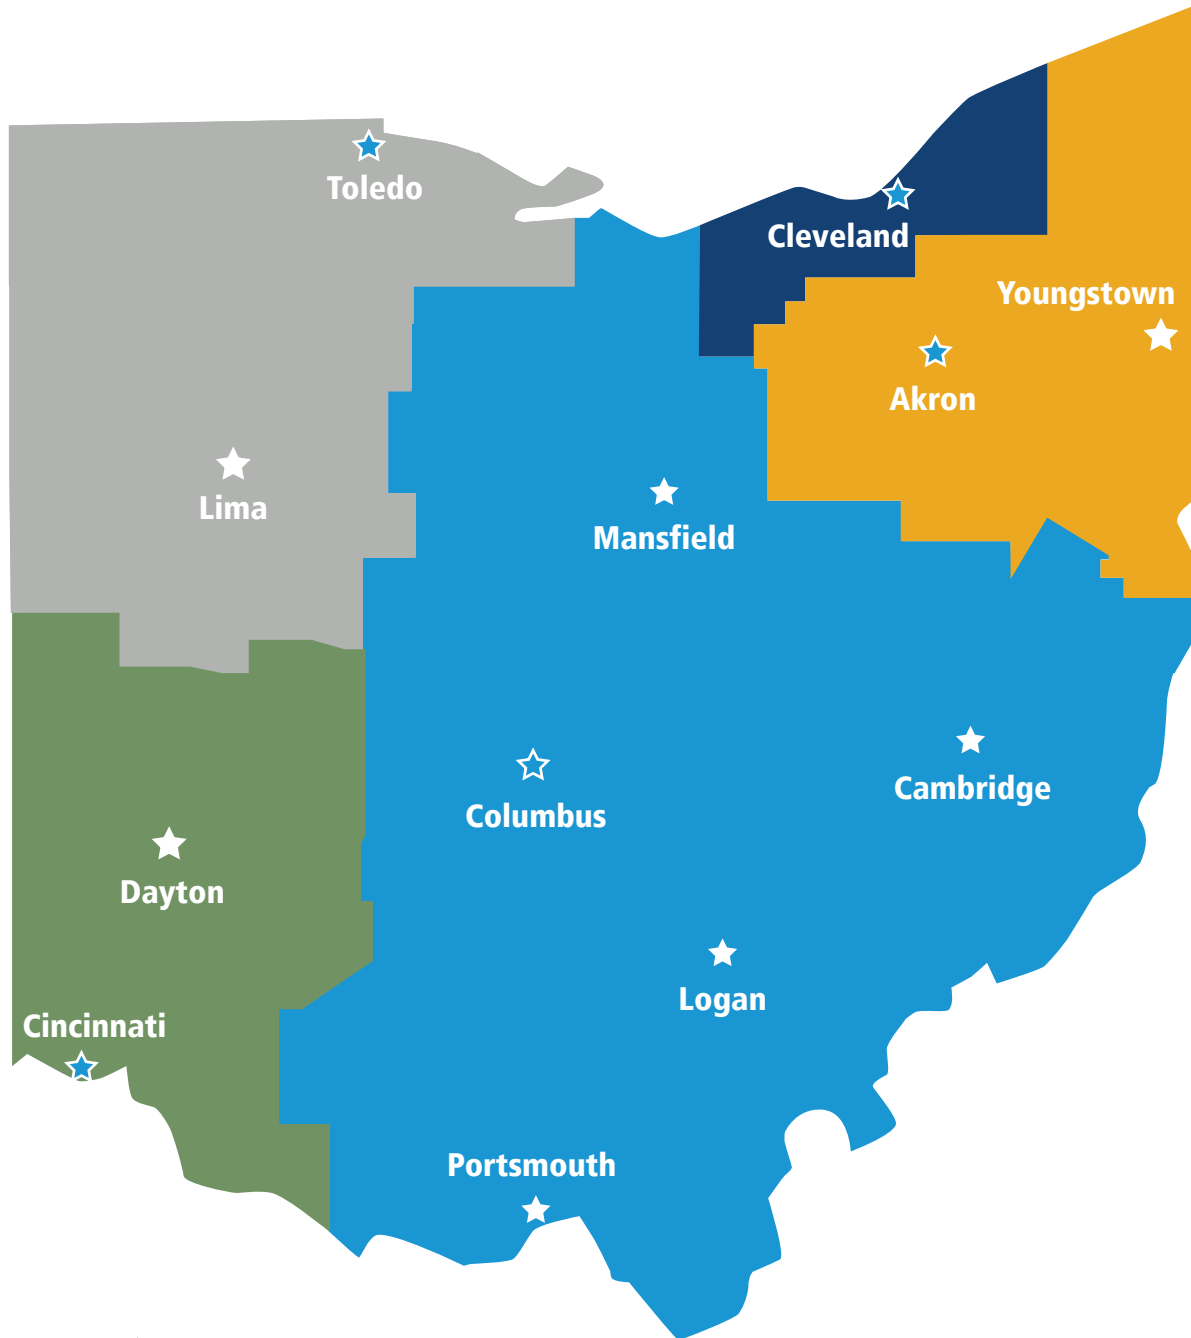 Toledo
Cleveland
Youngstown
Akron
Lima
Mansfield
Cambridge
Columbus
Dayton
Logan
Cincinnati
Portsmouth